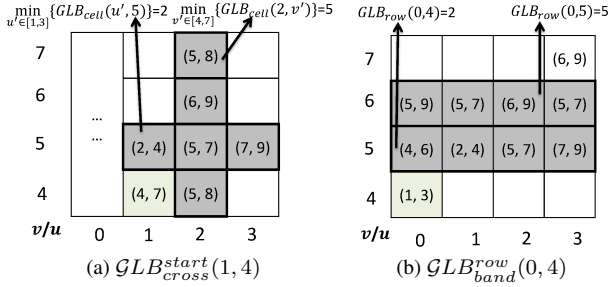 min u'∈[1,3] {GLB_cell(u', 5)}=2 min v'∈[4,7] {GLB_cell(2, v')}=5
7 (5, 8)
6 (6, 9)
...
...
5 (2, 4) (5, 7) (7, 9)
4 (4, 7) (5, 8)
v/u 0 1 2 3
(a) GLB^start_cross(1, 4)
GLB_row(0,4)=2 GLB_row(0,5)=5
7 (6, 9)
6 (5, 9) (5, 7) (6, 9) (5, 7)
5 (4, 6) (2, 4) (5, 7) (7, 9)
4 (1, 3)
v/u 0 1 2 3
(b) GLB^row_band(0, 4)